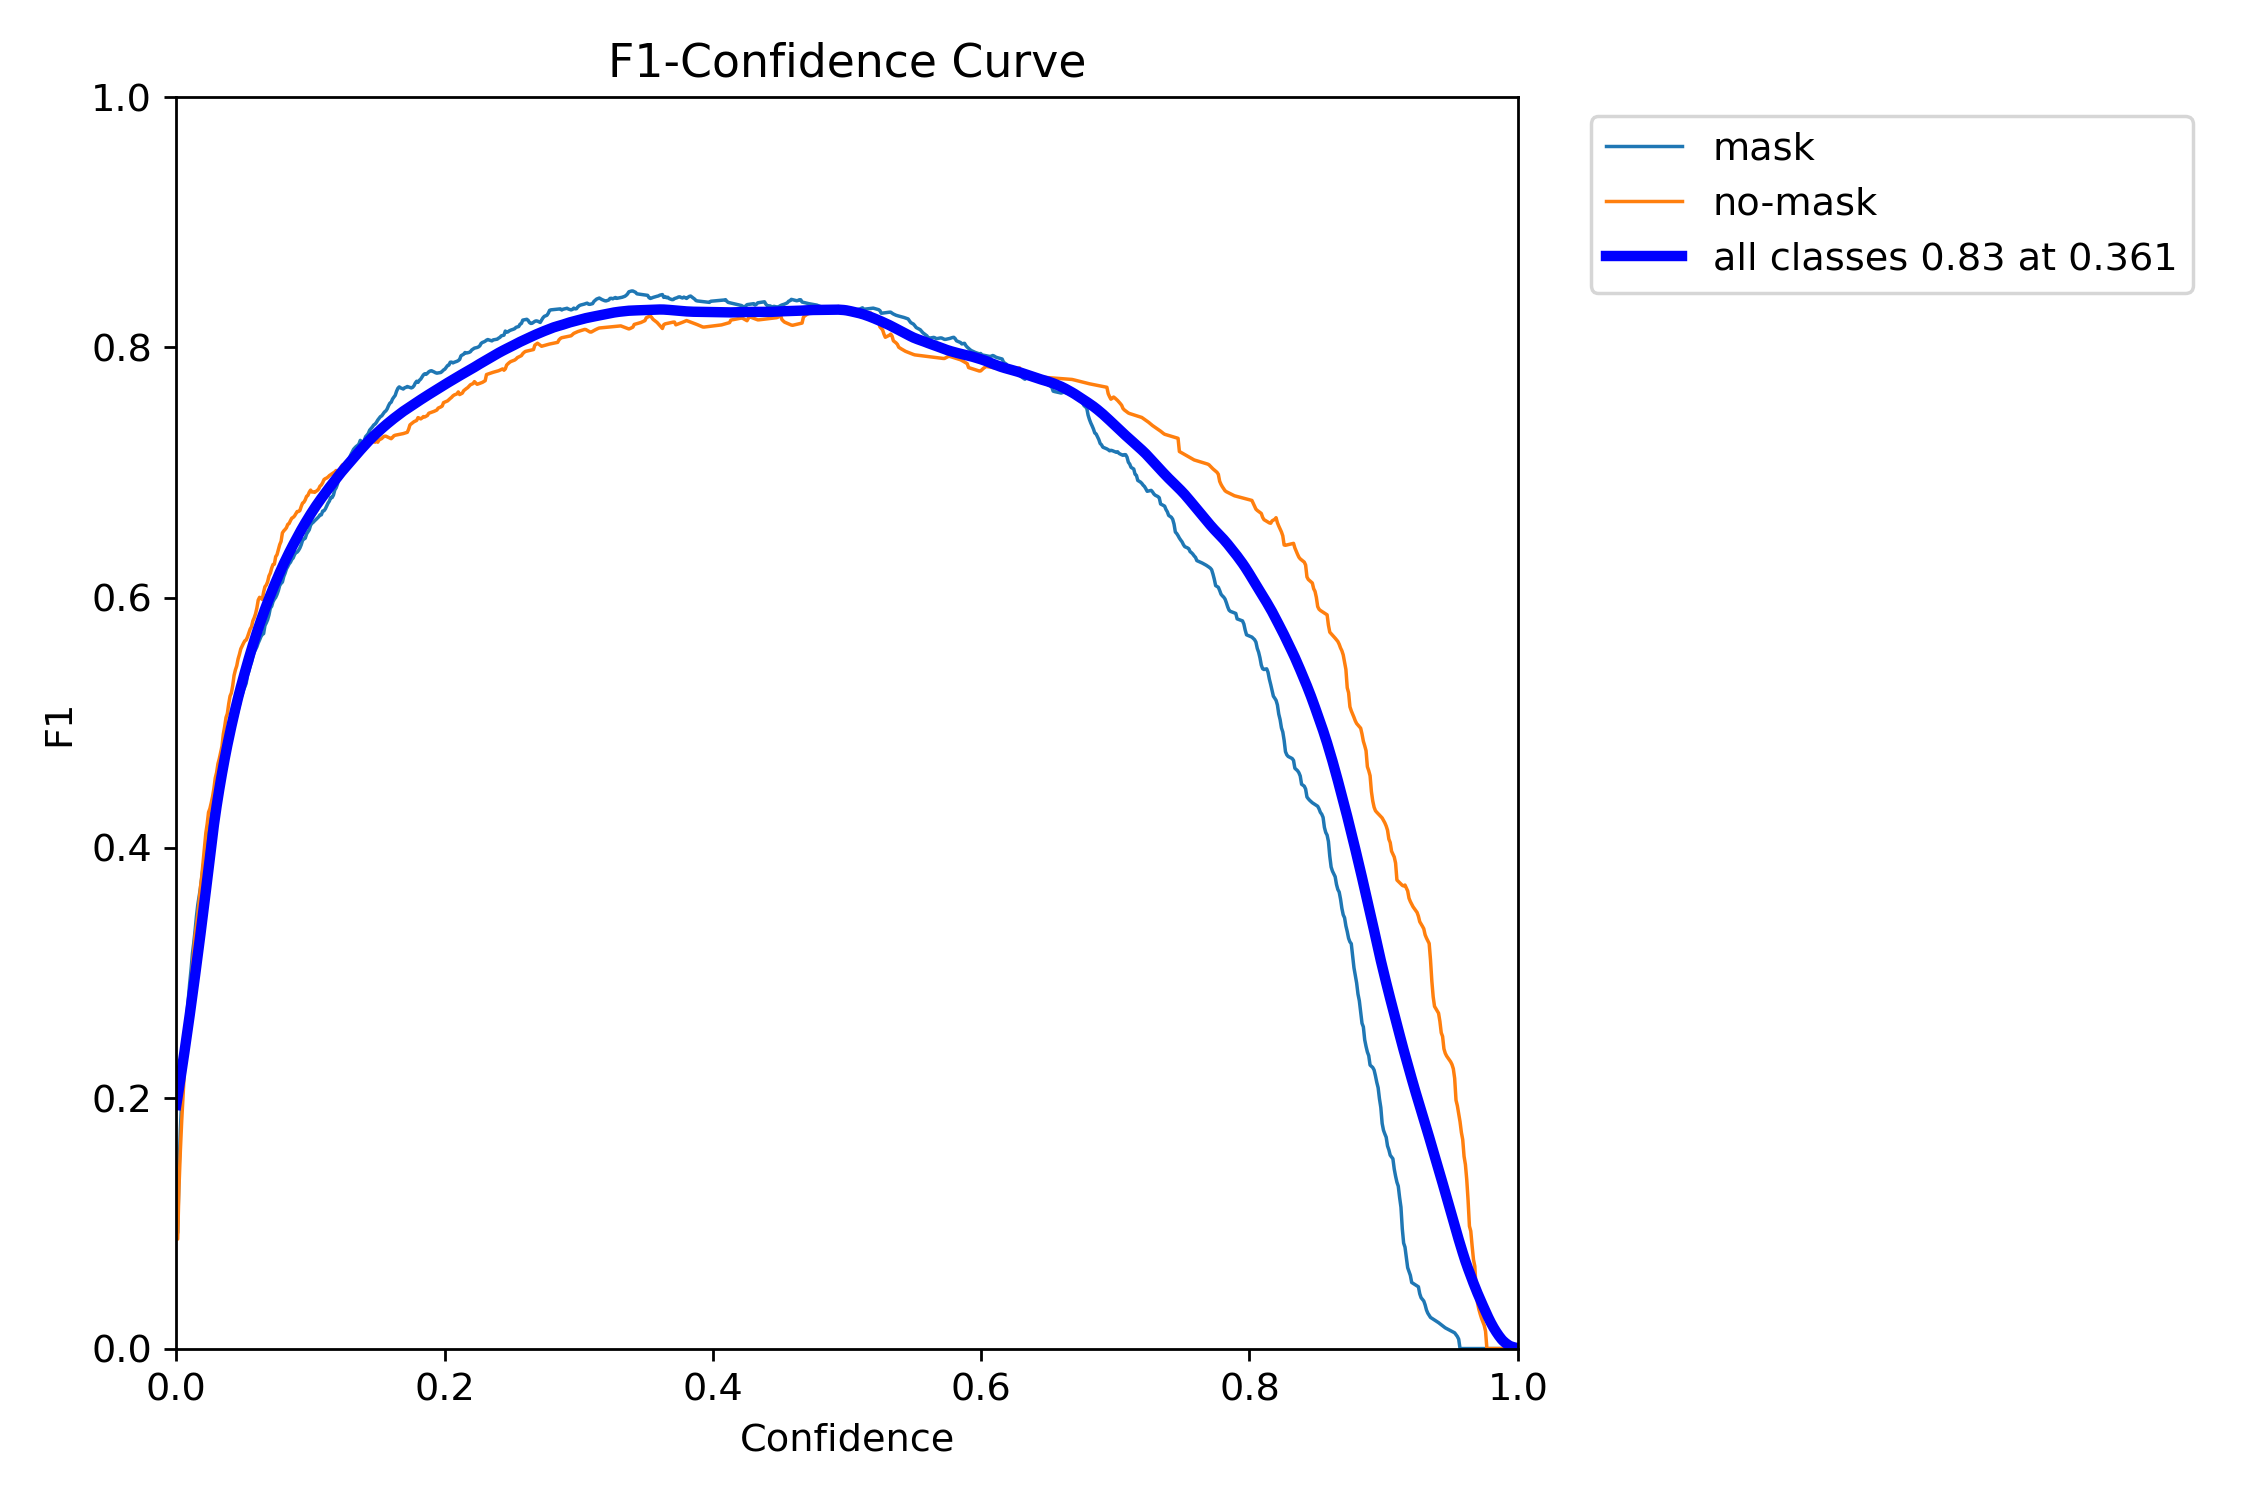 F1-Confidence Curve
1.0
0.8
0.6
0.4
0.2
0.0
F1
0.0 0.2 0.4 0.6 0.8 1.0
Confidence
mask
no-mask
all classes 0.83 at 0.361